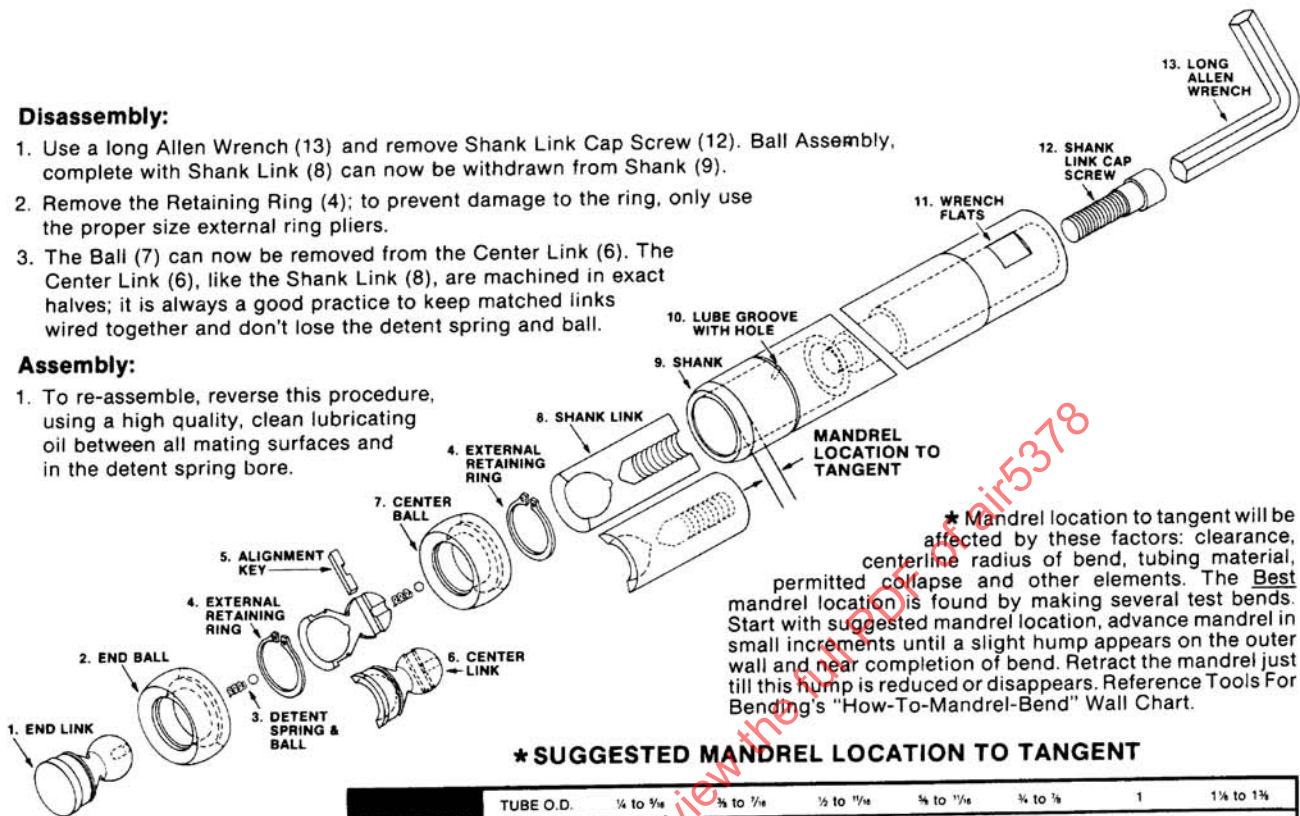 Disassembly:
1. Use a long Allen Wrench (13) and remove Shank Link Cap Screw (12). Ball Assembly,
complete with Shank Link (8) can now be withdrawn from Shank (9).
2. Remove the Retaining Ring (4); to prevent damage to the ring, only use
the proper size external ring pliers.
3. The Ball (7) can now be removed from the Center Link (6). The
Center Link (6), like the Shank Link (8), are machined in exact
halves; it is always a good practice to keep matched links
wired together and don't lose the detent spring and ball.
Assembly:
1. To re-assemble, reverse this procedure,
using a high quality, clean lubricating
oil between all mating surfaces and
in the detent spring bore.
13. LONG
ALLEN
WRENCH
12. SHANK
LINK CAP
SCREW
11. WRENCH
FLATS
10. LUBE GROOVE
WITH HOLE
9. SHANK
8. SHANK LINK
MANDREL
LOCATION TO
TANGENT
4. EXTERNAL
RETAINING
RING
7. CENTER
BALL
5. ALIGNMENT
KEY
4. EXTERNAL
RETAINING
RING
6. CENTER
LINK
2. END BALL
3. DETENT
SPRING &
BALL
1. END LINK
* Mandrel location to tangent will be
affected by these factors: clearance,
centerline radius of bend, tubing material,
permitted collapse and other elements. The Best
mandrel location is found by making several test bends.
Start with suggested mandrel location, advance mandrel in
small increments until a slight hump appears on the outer
wall and near completion of bend. Retract the mandrel just
till this hump is reduced or disappears. Reference Tools For
Bending's "How-To-Mandrel-Bend" Wall Chart.
* SUGGESTED MANDREL LOCATION TO TANGENT
TUBE O.D. ¼ to 5/16 ⅜ to 7/16 ½ to 11/16 ⅝ to 11/16 ¾ to ⅞ 1 1⅛ to 1⅜
view the full PDF of air5378